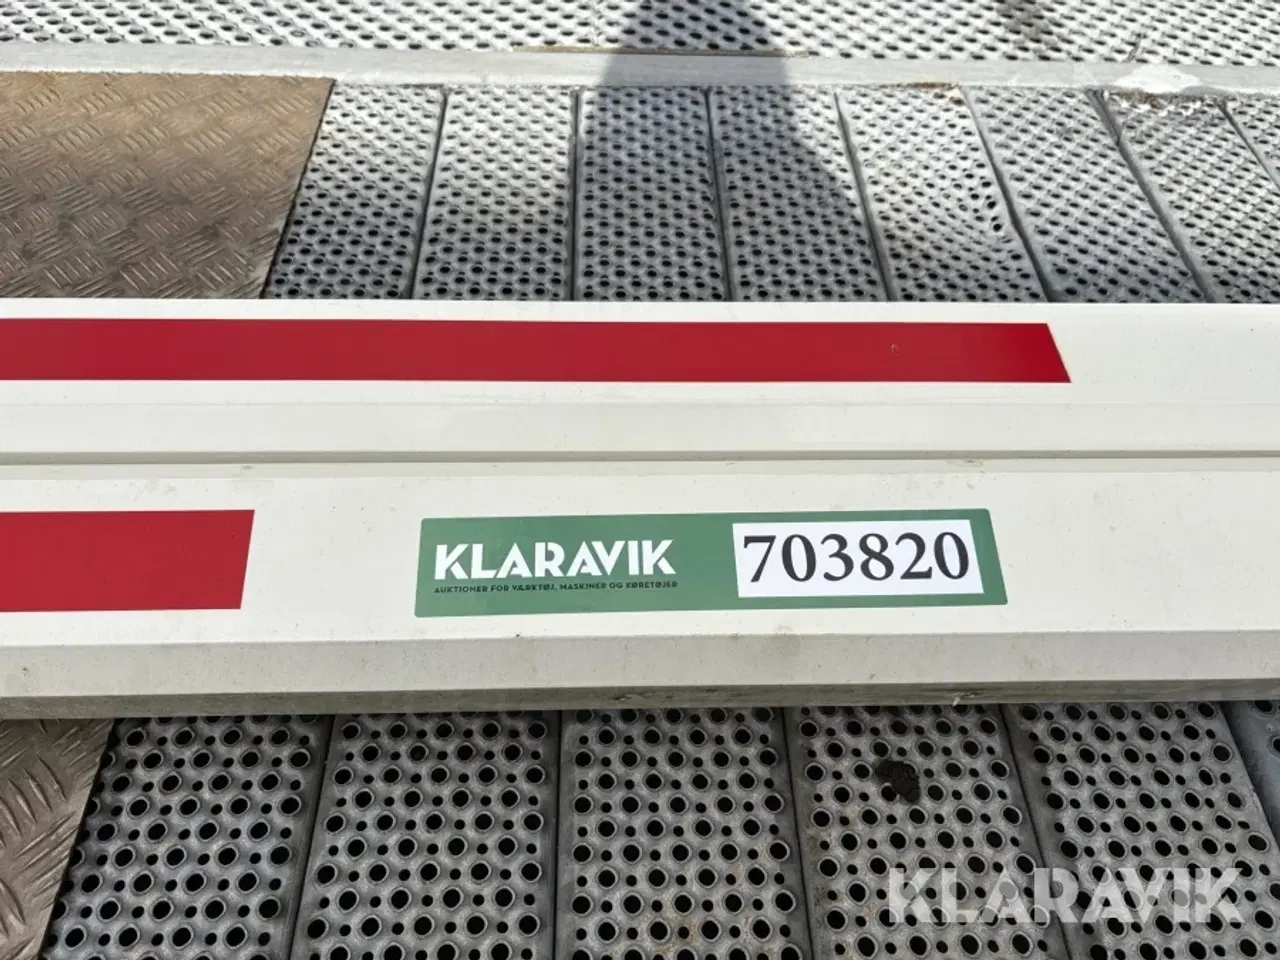 KLARAVIK
AUKTIONER FOR VÆRKTØJ, MASKINER OG KØRETØJER
703820
KLARAVIK